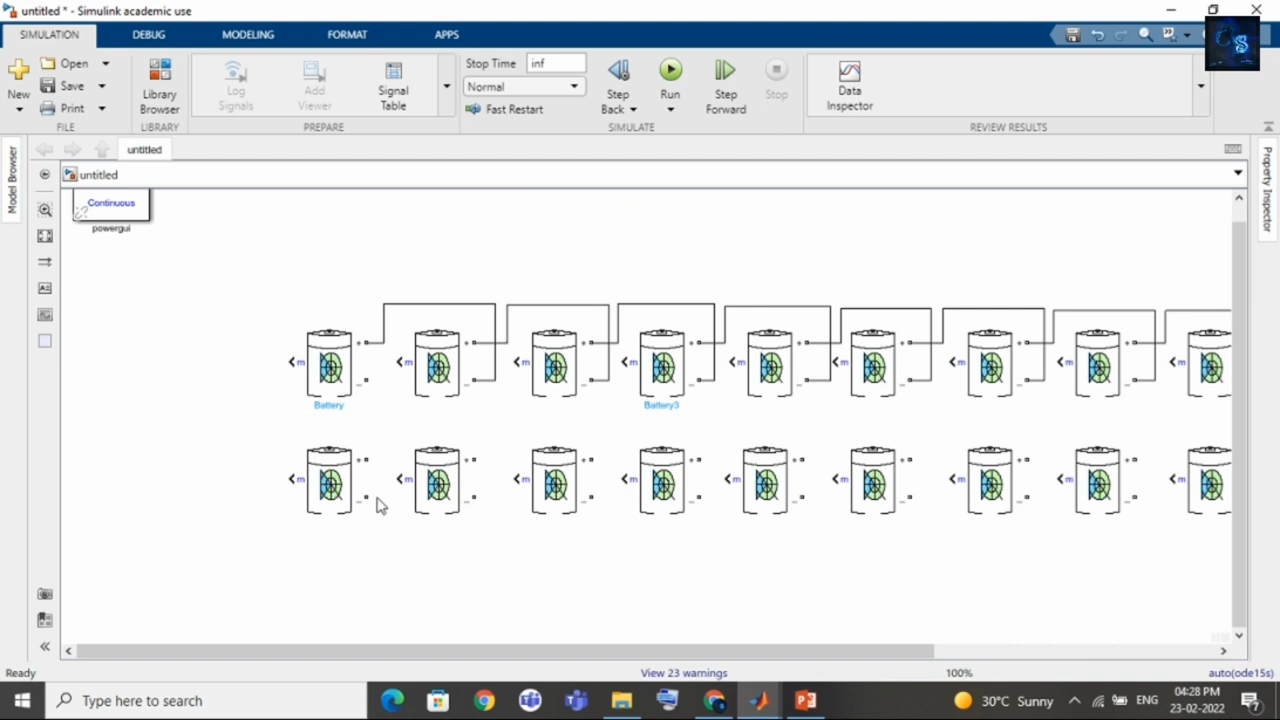 untitled * - Simulink academic use
SIMULATION DEBUG MODELING FORMAT APPS
New Open Save Print
FILE
Library Browser
LIBRARY
Log Signals Add Viewer Signal Table
PREPARE
Stop Time inf
Normal
Fast Restart
Step Back Run Step Forward Stop
SIMULATE
Data Inspector
REVIEW RESULTS
Model Browser
untitled
Property Inspector
untitled
Continuous
powergui
+ + + + + + + +
m m m m m m m m m
_ _ _ _ _ _ _ _
Battery Battery3
+ + + + + + + +
m m m m m m m m m
_ _ _ _ _ _ _ _
Ready View 23 warnings 100% auto(ode15s)
Type here to search 30°C Sunny ENG 04:28 PM
23-02-2022 7